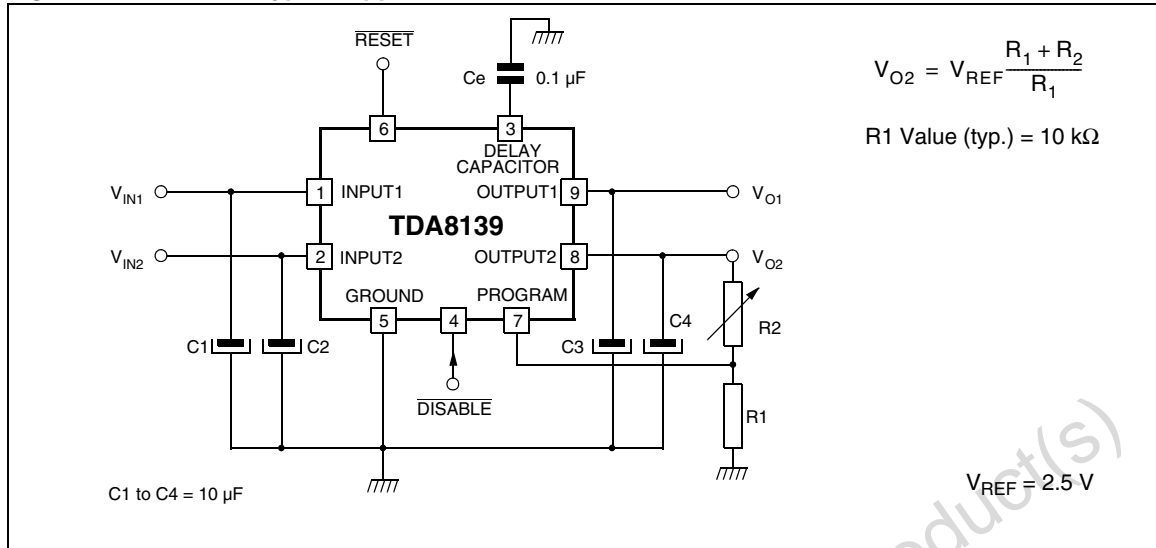 RESET
Ce 0.1 µF
6
3
DELAY
CAPACITOR
V_IN1
1
INPUT1
OUTPUT1
9
V_O1
TDA8139
V_IN2
2
INPUT2
OUTPUT2
8
V_O2
GROUND
PROGRAM
5
4
7
C1
C2
C3
C4
R2
DISABLE
R1
C1 to C4 = 10 µF
V_O2 = V_REF (R_1 + R_2) / R_1
R1 Value (typ.) = 10 kΩ
V_REF = 2.5 V